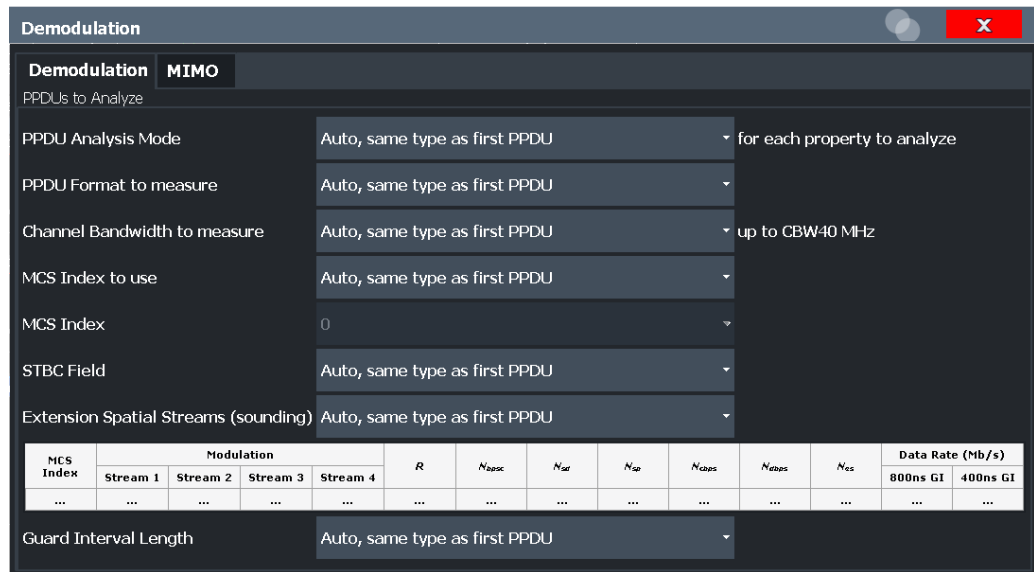 Demodulation X
Demodulation MIMO
PPDUs to Analyze
PPDU Analysis Mode Auto, same type as first PPDU for each property to analyze
PPDU Format to measure Auto, same type as first PPDU
Channel Bandwidth to measure Auto, same type as first PPDU up to CBW40 MHz
MCS Index to use Auto, same type as first PPDU
MCS Index 0
STBC Field Auto, same type as first PPDU
Extension Spatial Streams (sounding) Auto, same type as first PPDU
MCS Index Modulation R NBPSC NSD NSP NCBPS NDBPS NES Data Rate (Mb/s)
Stream 1 Stream 2 Stream 3 Stream 4 800ns GI 400ns GI
... ... ... ... ... ... ... ... ... ... ... ... ... ...
Guard Interval Length Auto, same type as first PPDU